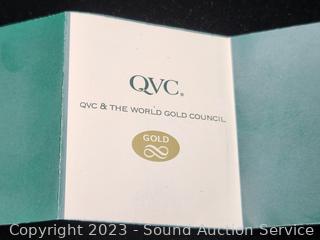 QVC®
QVC & THE WORLD GOLD COUNCIL
GOLD
Copyright 2023 - Sound Auction Service